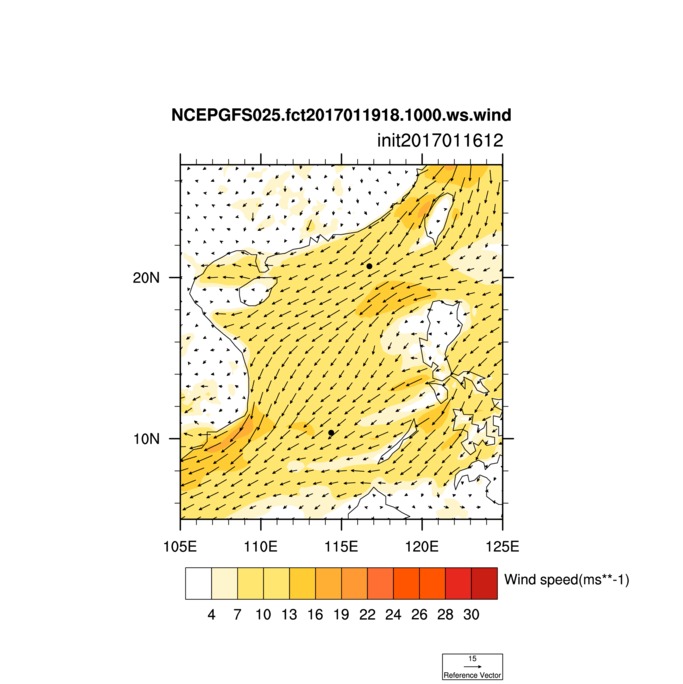 NCEPGFS025.fct2017011918.1000.ws.wind
init2017011612
20N
10N
105E 110E 115E 120E 125E
Wind speed(ms**-1)
4 7 10 13 16 19 22 24 26 28 30
15
Reference Vector